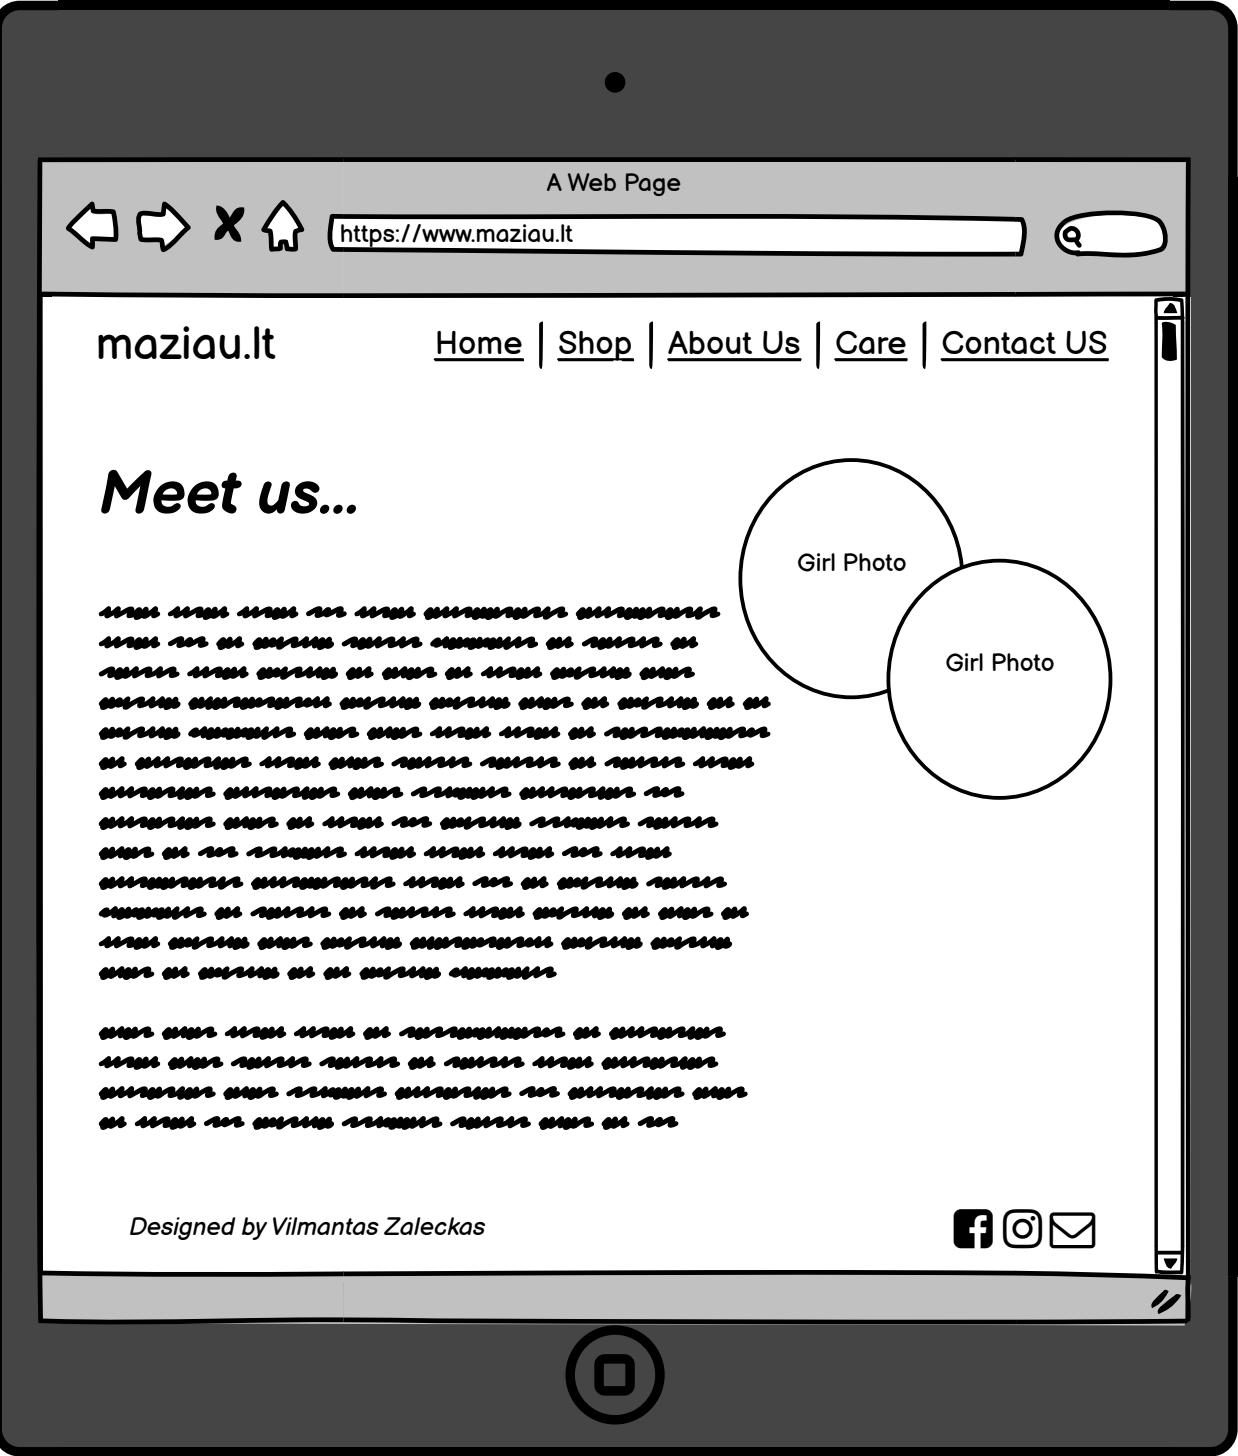 A Web Page
https://www.maziau.lt
maziau.lt
Home | Shop | About Us | Care | Contact US
Meet us...
Girl Photo
Girl Photo
Designed by Vilmantas Zaleckas